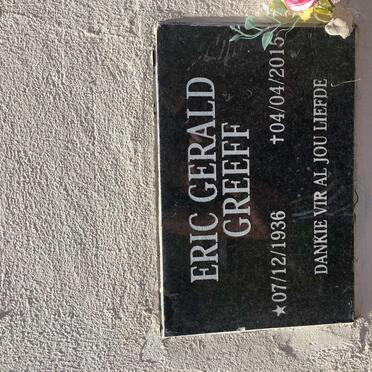 ERIC GERALD
GREEFF
★07/12/1936 ✝04/04/2015
DANKIE VIR AL JOU LIEFDE